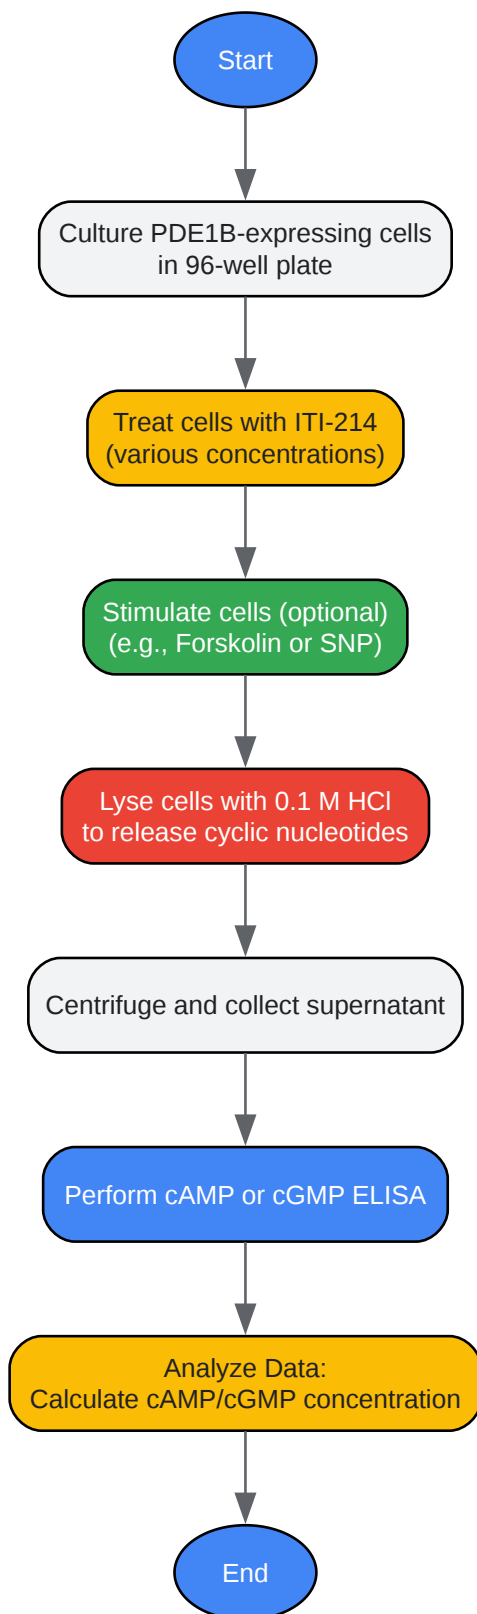 Start
Culture PDE1B-expressing cells
in 96-well plate
Treat cells with ITI-214
(various concentrations)
Stimulate cells (optional)
(e.g., Forskolin or SNP)
Lyse cells with 0.1 M HCl
to release cyclic nucleotides
Centrifuge and collect supernatant
Perform cAMP or cGMP ELISA
Analyze Data:
Calculate cAMP/cGMP concentration
End